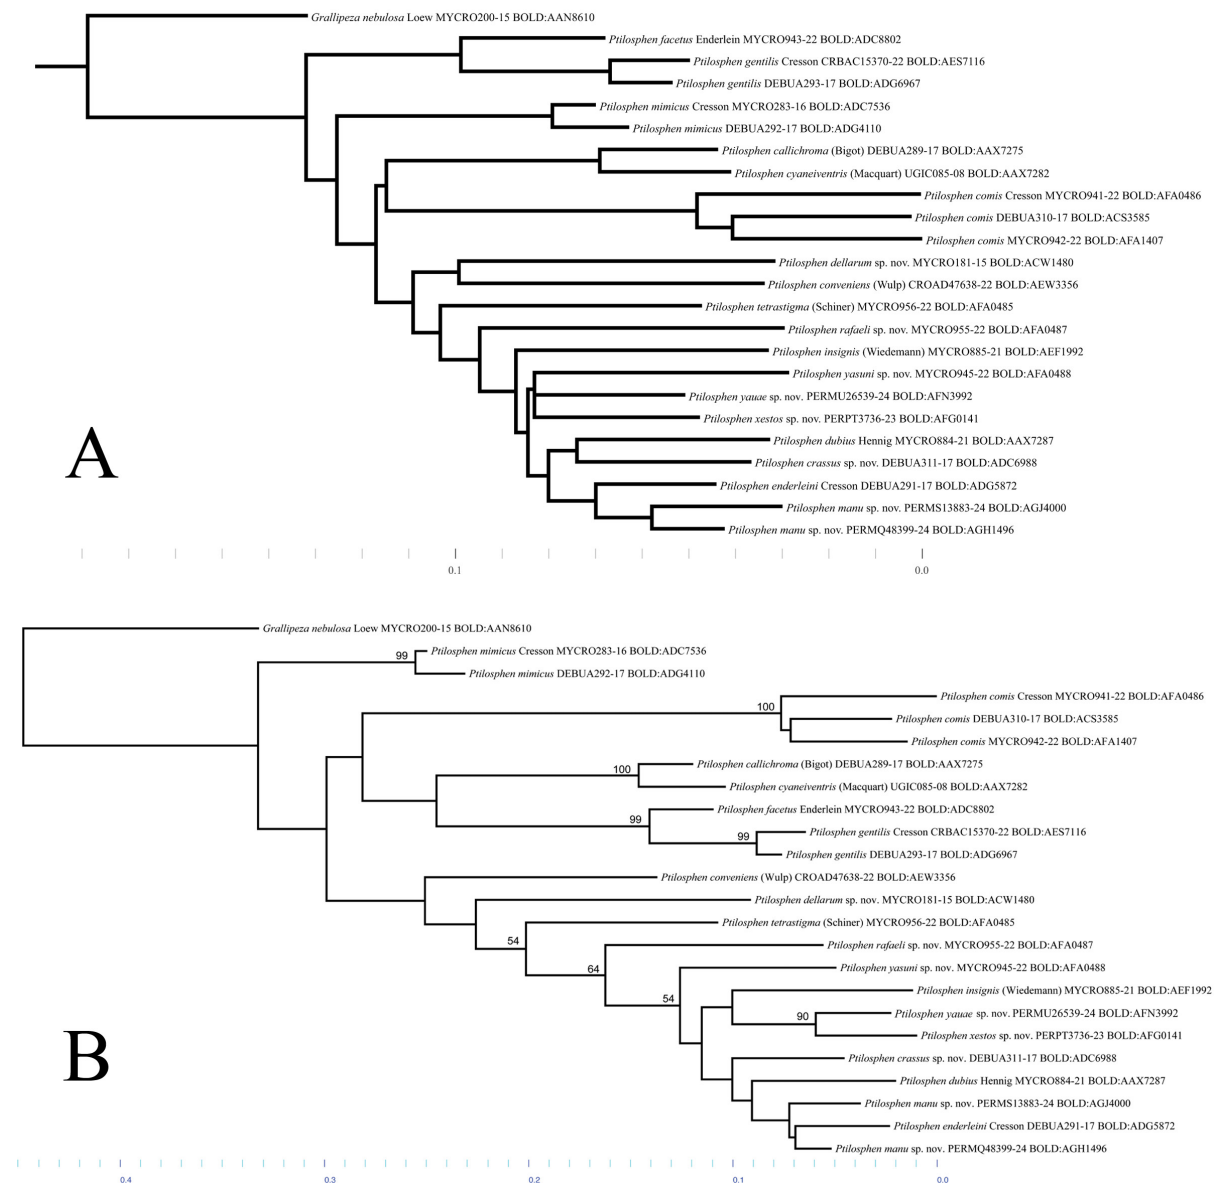 Grallipeza nebulosa Loew MYCRO200-15 BOLD:AAN8610
Ptilosphen facetus Enderlein MYCRO943-22 BOLD:ADC8802
Ptilosphen gentilis Cresson CRBAC15370-22 BOLD:AES7116
Ptilosphen gentilis DEBUA293-17 BOLD:ADG6967
Ptilosphen mimicus Cresson MYCRO283-16 BOLD:ADC7536
Ptilosphen mimicus DEBUA292-17 BOLD:ADG4110
Ptilosphen callichroma (Bigot) DEBUA289-17 BOLD:AAX7275
Ptilosphen cyaneiventris (Macquart) UGIC085-08 BOLD:AAX7282
Ptilosphen comis Cresson MYCRO941-22 BOLD:AFA0486
Ptilosphen comis DEBUA310-17 BOLD:ACS3585
Ptilosphen comis MYCRO942-22 BOLD:AFA1407
Ptilosphen dellarum sp. nov. MYCRO181-15 BOLD:ACW1480
Ptilosphen conveniens (Wulp) CROAD47638-22 BOLD:AEW3356
Ptilosphen tetrastigma (Schiner) MYCRO956-22 BOLD:AFA0485
Ptilosphen rafaeli sp. nov. MYCRO955-22 BOLD:AFA0487
Ptilosphen insignis (Wiedemann) MYCRO885-21 BOLD:AEF1992
Ptilosphen yasuni sp. nov. MYCRO945-22 BOLD:AFA0488
Ptilosphen yauae sp. nov. PERMU26539-24 BOLD:AFN3992
Ptilosphen xestos sp. nov. PERPT3736-23 BOLD:AFG0141
Ptilosphen dubius Hennig MYCRO884-21 BOLD:AAX7287
A
Ptilosphen crassus sp. nov. DEBUA311-17 BOLD:ADC6988
Ptilosphen enderleini Cresson DEBUA291-17 BOLD:ADG5872
Ptilosphen manu sp. nov. PERMS13883-24 BOLD:AGJ4000
Ptilosphen manu sp. nov. PERMQ48399-24 BOLD:AGH1496
0.1 0.0
Grallipeza nebulosa Loew MYCRO200-15 BOLD:AAN8610
99 Ptilosphen mimicus Cresson MYCRO283-16 BOLD:ADC7536
Ptilosphen mimicus DEBUA292-17 BOLD:ADG4110
Ptilosphen comis Cresson MYCRO941-22 BOLD:AFA0486
100 Ptilosphen comis DEBUA310-17 BOLD:ACS3585
Ptilosphen comis MYCRO942-22 BOLD:AFA1407
100 Ptilosphen callichroma (Bigot) DEBUA289-17 BOLD:AAX7275
Ptilosphen cyaneiventris (Macquart) UGIC085-08 BOLD:AAX7282
Ptilosphen facetus Enderlein MYCRO943-22 BOLD:ADC8802
99
99 Ptilosphen gentilis Cresson CRBAC15370-22 BOLD:AES7116
Ptilosphen gentilis DEBUA293-17 BOLD:ADG6967
Ptilosphen conveniens (Wulp) CROAD47638-22 BOLD:AEW3356
Ptilosphen dellarum sp. nov. MYCRO181-15 BOLD:ACW1480
Ptilosphen tetrastigma (Schiner) MYCRO956-22 BOLD:AFA0485
54
Ptilosphen rafaeli sp. nov. MYCRO955-22 BOLD:AFA0487
64
Ptilosphen yasuni sp. nov. MYCRO945-22 BOLD:AFA0488
Ptilosphen insignis (Wiedemann) MYCRO885-21 BOLD:AEF1992
54
90 Ptilosphen yauae sp. nov. PERMU26539-24 BOLD:AFN3992
Ptilosphen xestos sp. nov. PERPT3736-23 BOLD:AFG0141
B
Ptilosphen crassus sp. nov. DEBUA311-17 BOLD:ADC6988
Ptilosphen dubius Hennig MYCRO884-21 BOLD:AAX7287
Ptilosphen manu sp. nov. PERMS13883-24 BOLD:AGJ4000
Ptilosphen enderleini Cresson DEBUA291-17 BOLD:ADG5872
Ptilosphen manu sp. nov. PERMQ48399-24 BOLD:AGH1496
0.4 0.3 0.2 0.1 0.0